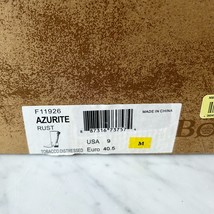 F11926
AZURITE
RUST
MADE IN CHINA
USA 9
Euro 40.5
M
TOBACCO DISTRESSED